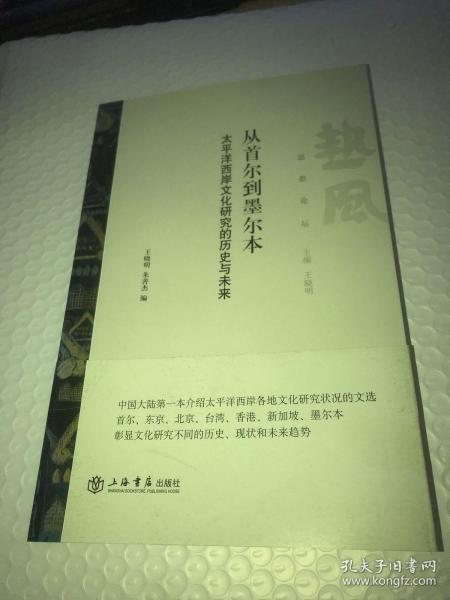 热风
思想论坛
主编 王晓明
从首尔到墨尔本
太平洋西岸文化研究的历史与未来
王晓明 朱善杰 编
中国大陆第一本介绍太平洋西岸各地文化研究状况的文选
首尔、东京、北京、台湾、香港、新加坡、墨尔本
彰显文化研究不同的历史、现状和未来趋势
上海书店出版社
SHANGHAI BOOKSTORE PUBLISHING HOUSE
孔夫子旧书网
www.kongfz.com